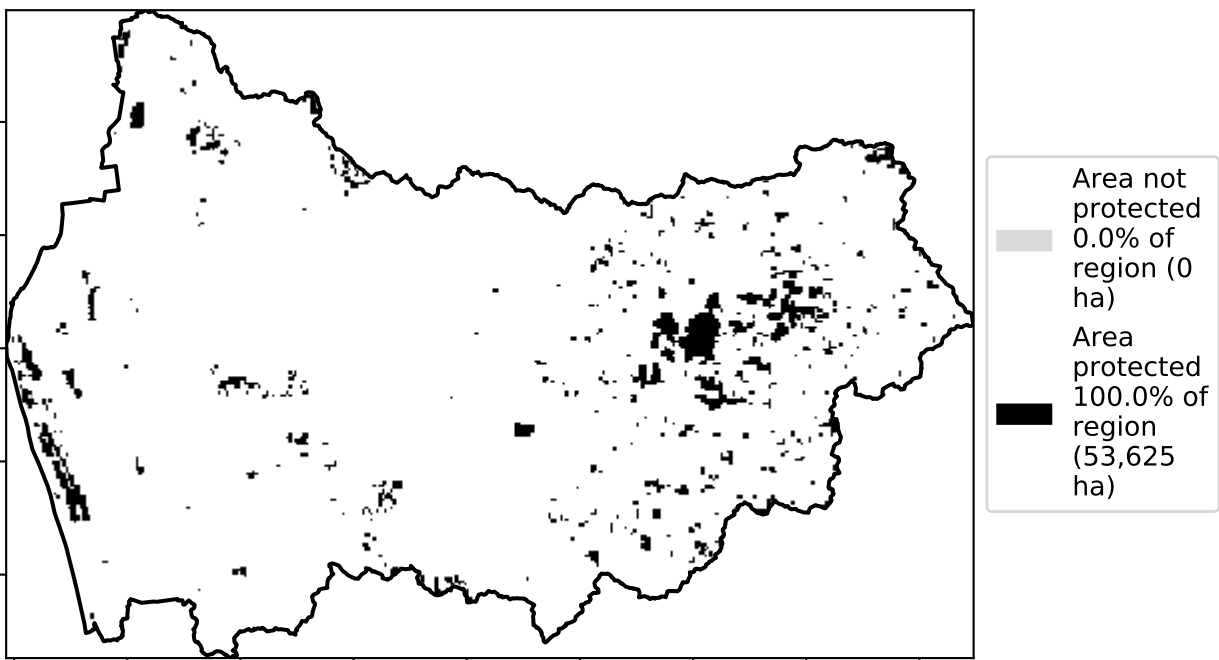 Area not
protected
0.0% of
region (0
ha)
Area
protected
100.0% of
region
(53,625
ha)